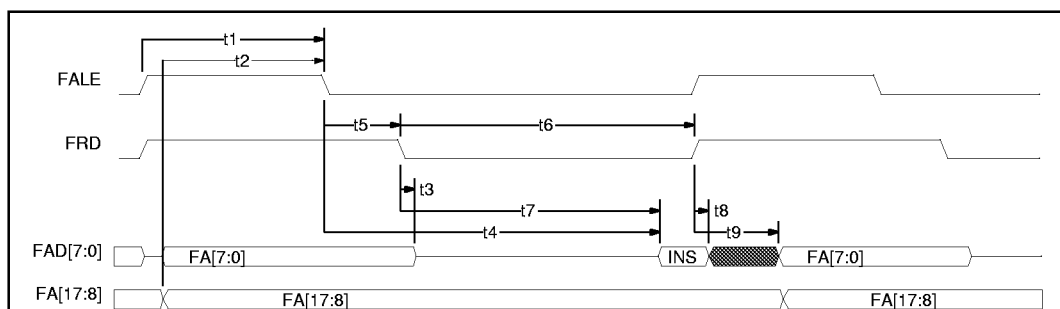 t1
t2
FALE
t5
t6
FRD
t3
t7
t8
t4
t9
FAD[7:0]
FA[7:0]
INS
FA[7:0]
FA[17:8]
FA[17:8]
FA[17:8]